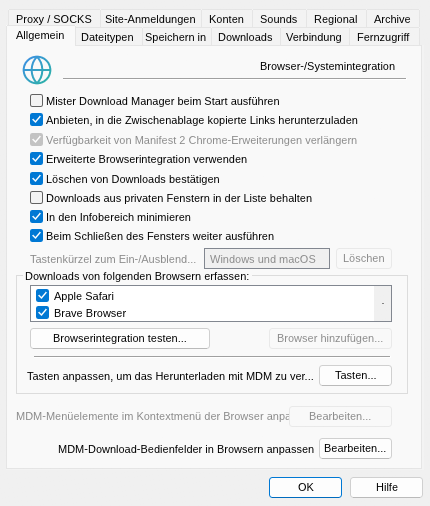 Proxy / SOCKS Site-Anmeldungen Konten Sounds Regional Archive
Allgemein Dateitypen Speichern in Downloads Verbindung Fernzugriff
Browser-/Systemintegration
Mister Download Manager beim Start ausführen
Anbieten, in die Zwischenablage kopierte Links herunterzuladen
Verfügbarkeit von Manifest 2 Chrome-Erweiterungen verlängern
Erweiterte Browserintegration verwenden
Löschen von Downloads bestätigen
Downloads aus privaten Fenstern in der Liste behalten
In den Infobereich minimieren
Beim Schließen des Fensters weiter ausführen
Tastenkürzel zum Ein-/Ausblend... Windows und macOS Löschen
Downloads von folgenden Browsern erfassen:
Apple Safari
Brave Browser
Browserintegration testen... Browser hinzufügen...
Tasten anpassen, um das Herunterladen mit MDM zu ver... Tasten...
MDM-Menüelemente im Kontextmenü der Browser anpa Bearbeiten...
MDM-Download-Bedienfelder in Browsern anpassen Bearbeiten...
OK Hilfe